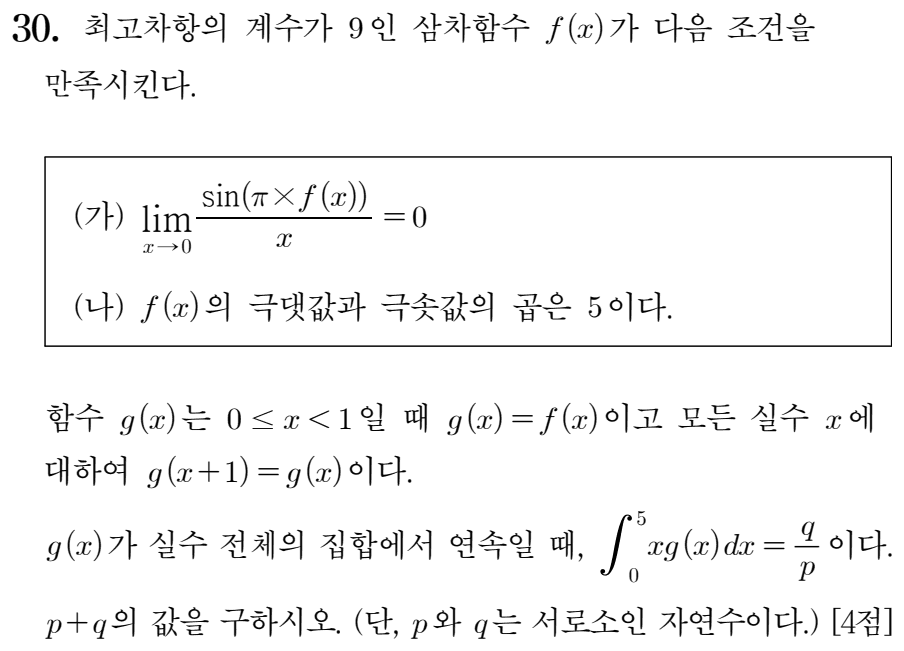 30. 최고차항의 계수가 9인 삼차함수 f(x)가 다음 조건을
만족시킨다.
(가) lim_{x→0} sin(π×f(x))/x = 0
(나) f(x)의 극댓값과 극솟값의 곱은 5이다.
함수 g(x)는 0≤x<1일 때 g(x)=f(x)이고 모든 실수 x에
대하여 g(x+1)=g(x)이다.
g(x)가 실수 전체의 집합에서 연속일 때, ∫_0^5 xg(x)dx = q/p 이다.
p+q의 값을 구하시오. (단, p와 q는 서로소인 자연수이다.) [4점]